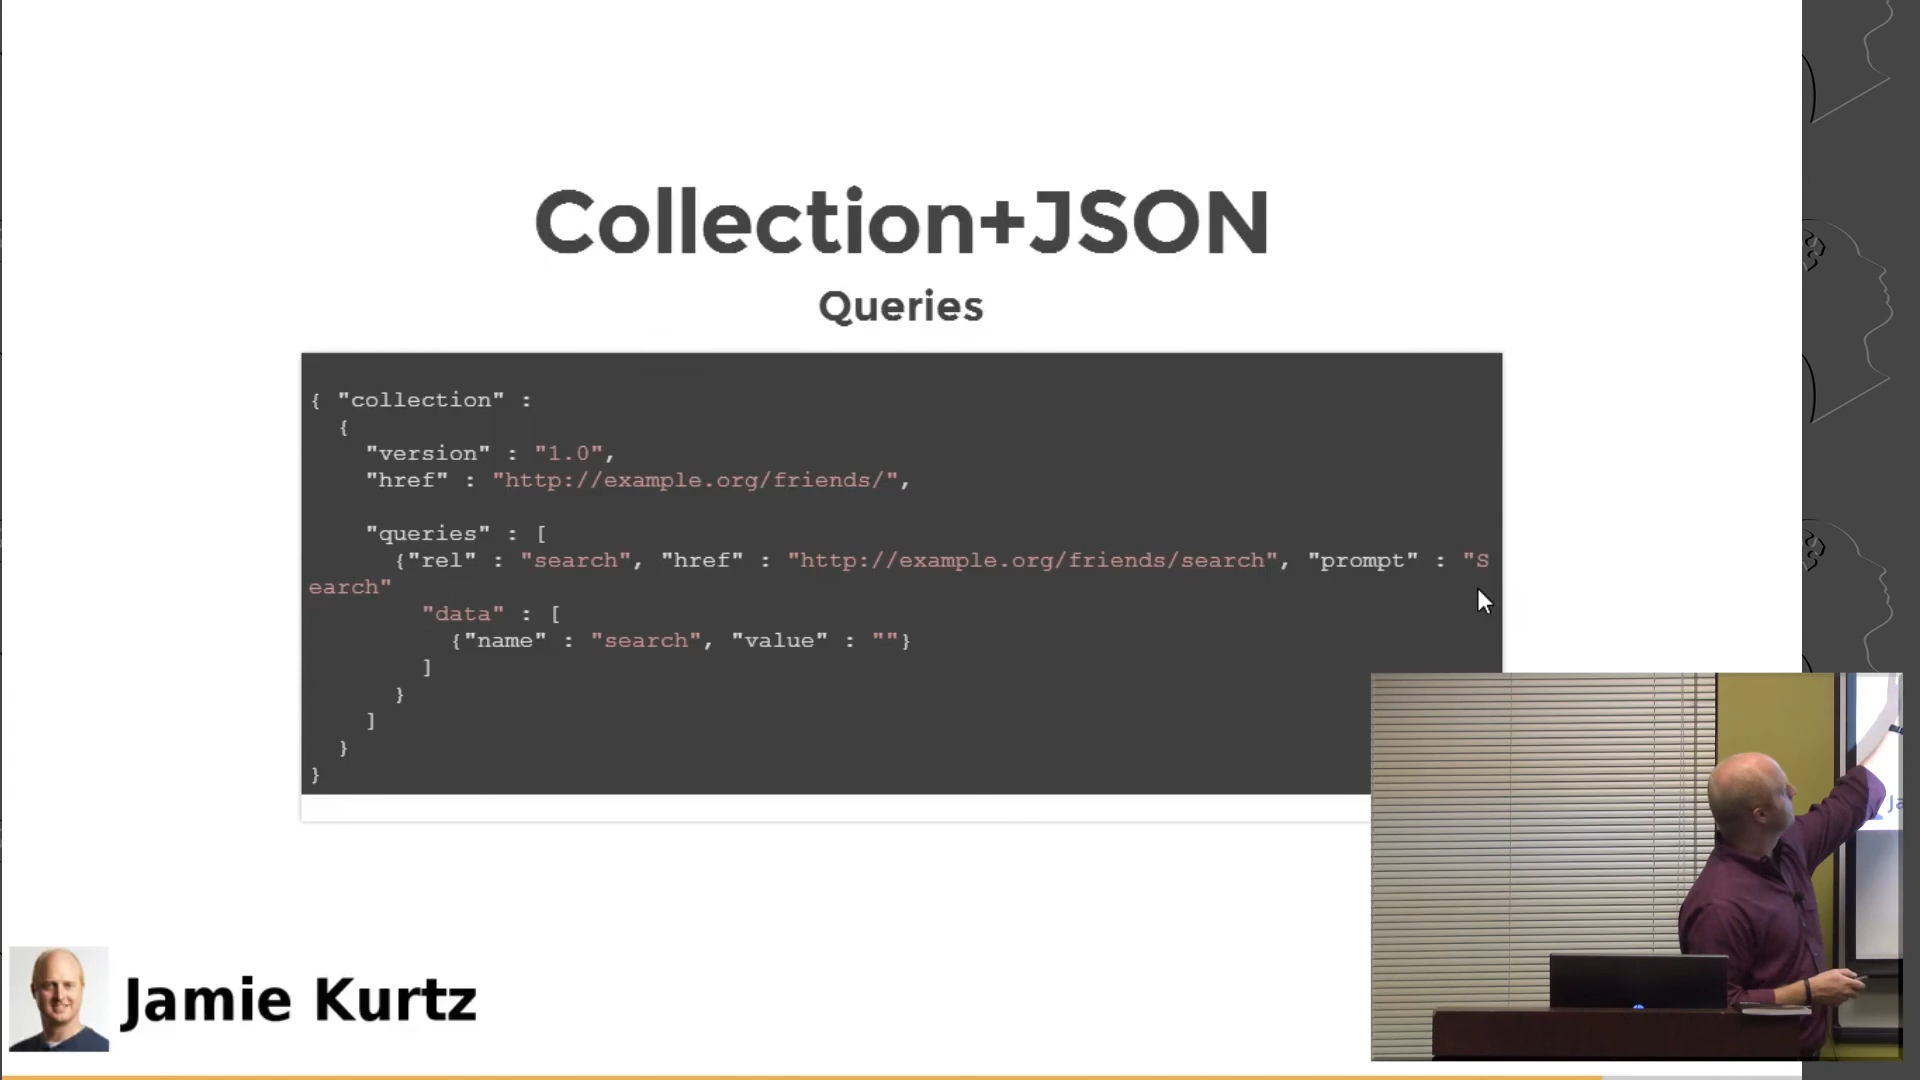 Collection+JSON
Queries
{ "collection" :
{
"version" : "1.0",
"href" : "http://example.org/friends/",
"queries" : [
{"rel" : "search", "href" : "http://example.org/friends/search", "prompt" : "S
earch"
"data" : [
{"name" : "search", "value" : ""}
]
}
]
}
}
Jamie Kurtz